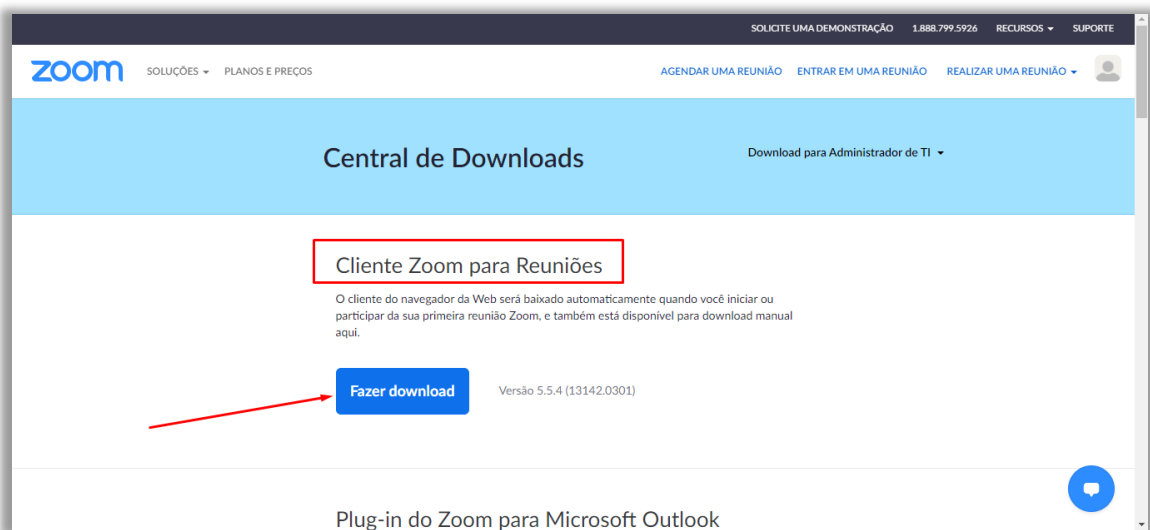 SOLICITE UMA DEMONSTRAÇÃO 1.888.799.5926 RECURSOS SUPORTE
zoom SOLUÇÕES PLANOS E PREÇOS AGENDAR UMA REUNIÃO ENTRAR EM UMA REUNIÃO REALIZAR UMA REUNIÃO
Central de Downloads Download para Administrador de TI
Cliente Zoom para Reuniões
O cliente do navegador da Web será baixado automaticamente quando você iniciar ou
participar da sua primeira reunião Zoom, e também está disponível para download manual
aqui.
Fazer download Versão 5.5.4 (13142.0301)
Plug-in do Zoom para Microsoft Outlook